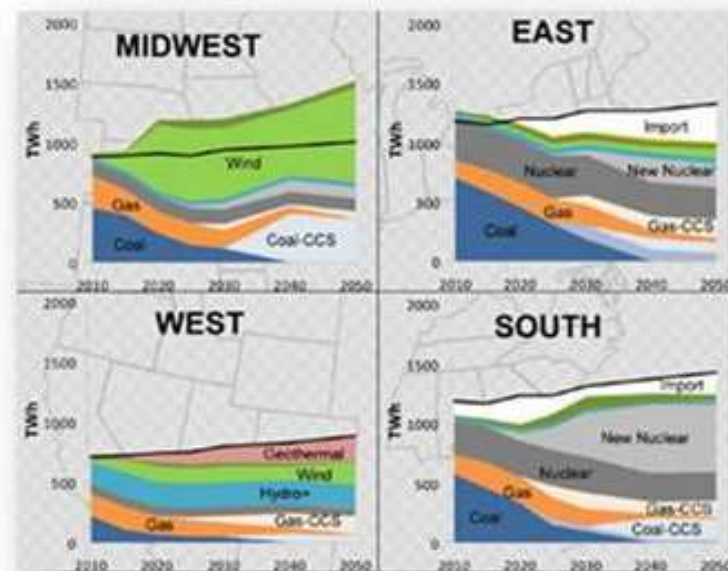 MIDWEST
2000
1500
1000
500
0
TWh
Wind
Gas
Coal
Coal-CCS
2010 2020 2030 2040 2050
EAST
2000
1500
1000
500
0
TWh
Import
Nuclear
New Nuclear
Gas
Gas-CCS
Coal
2010 2020 2030 2040 2050
WEST
2000
1500
1000
500
0
TWh
Geothermal
Wind
Hydro+
Gas
Gas-CCS
2010 2020 2030 2040 2050
SOUTH
2000
1500
1000
500
0
TWh
Import
New Nuclear
Nuclear
Gas
Gas-CCS
Coal
Coal-CCS
2010 2020 2030 2040 2050